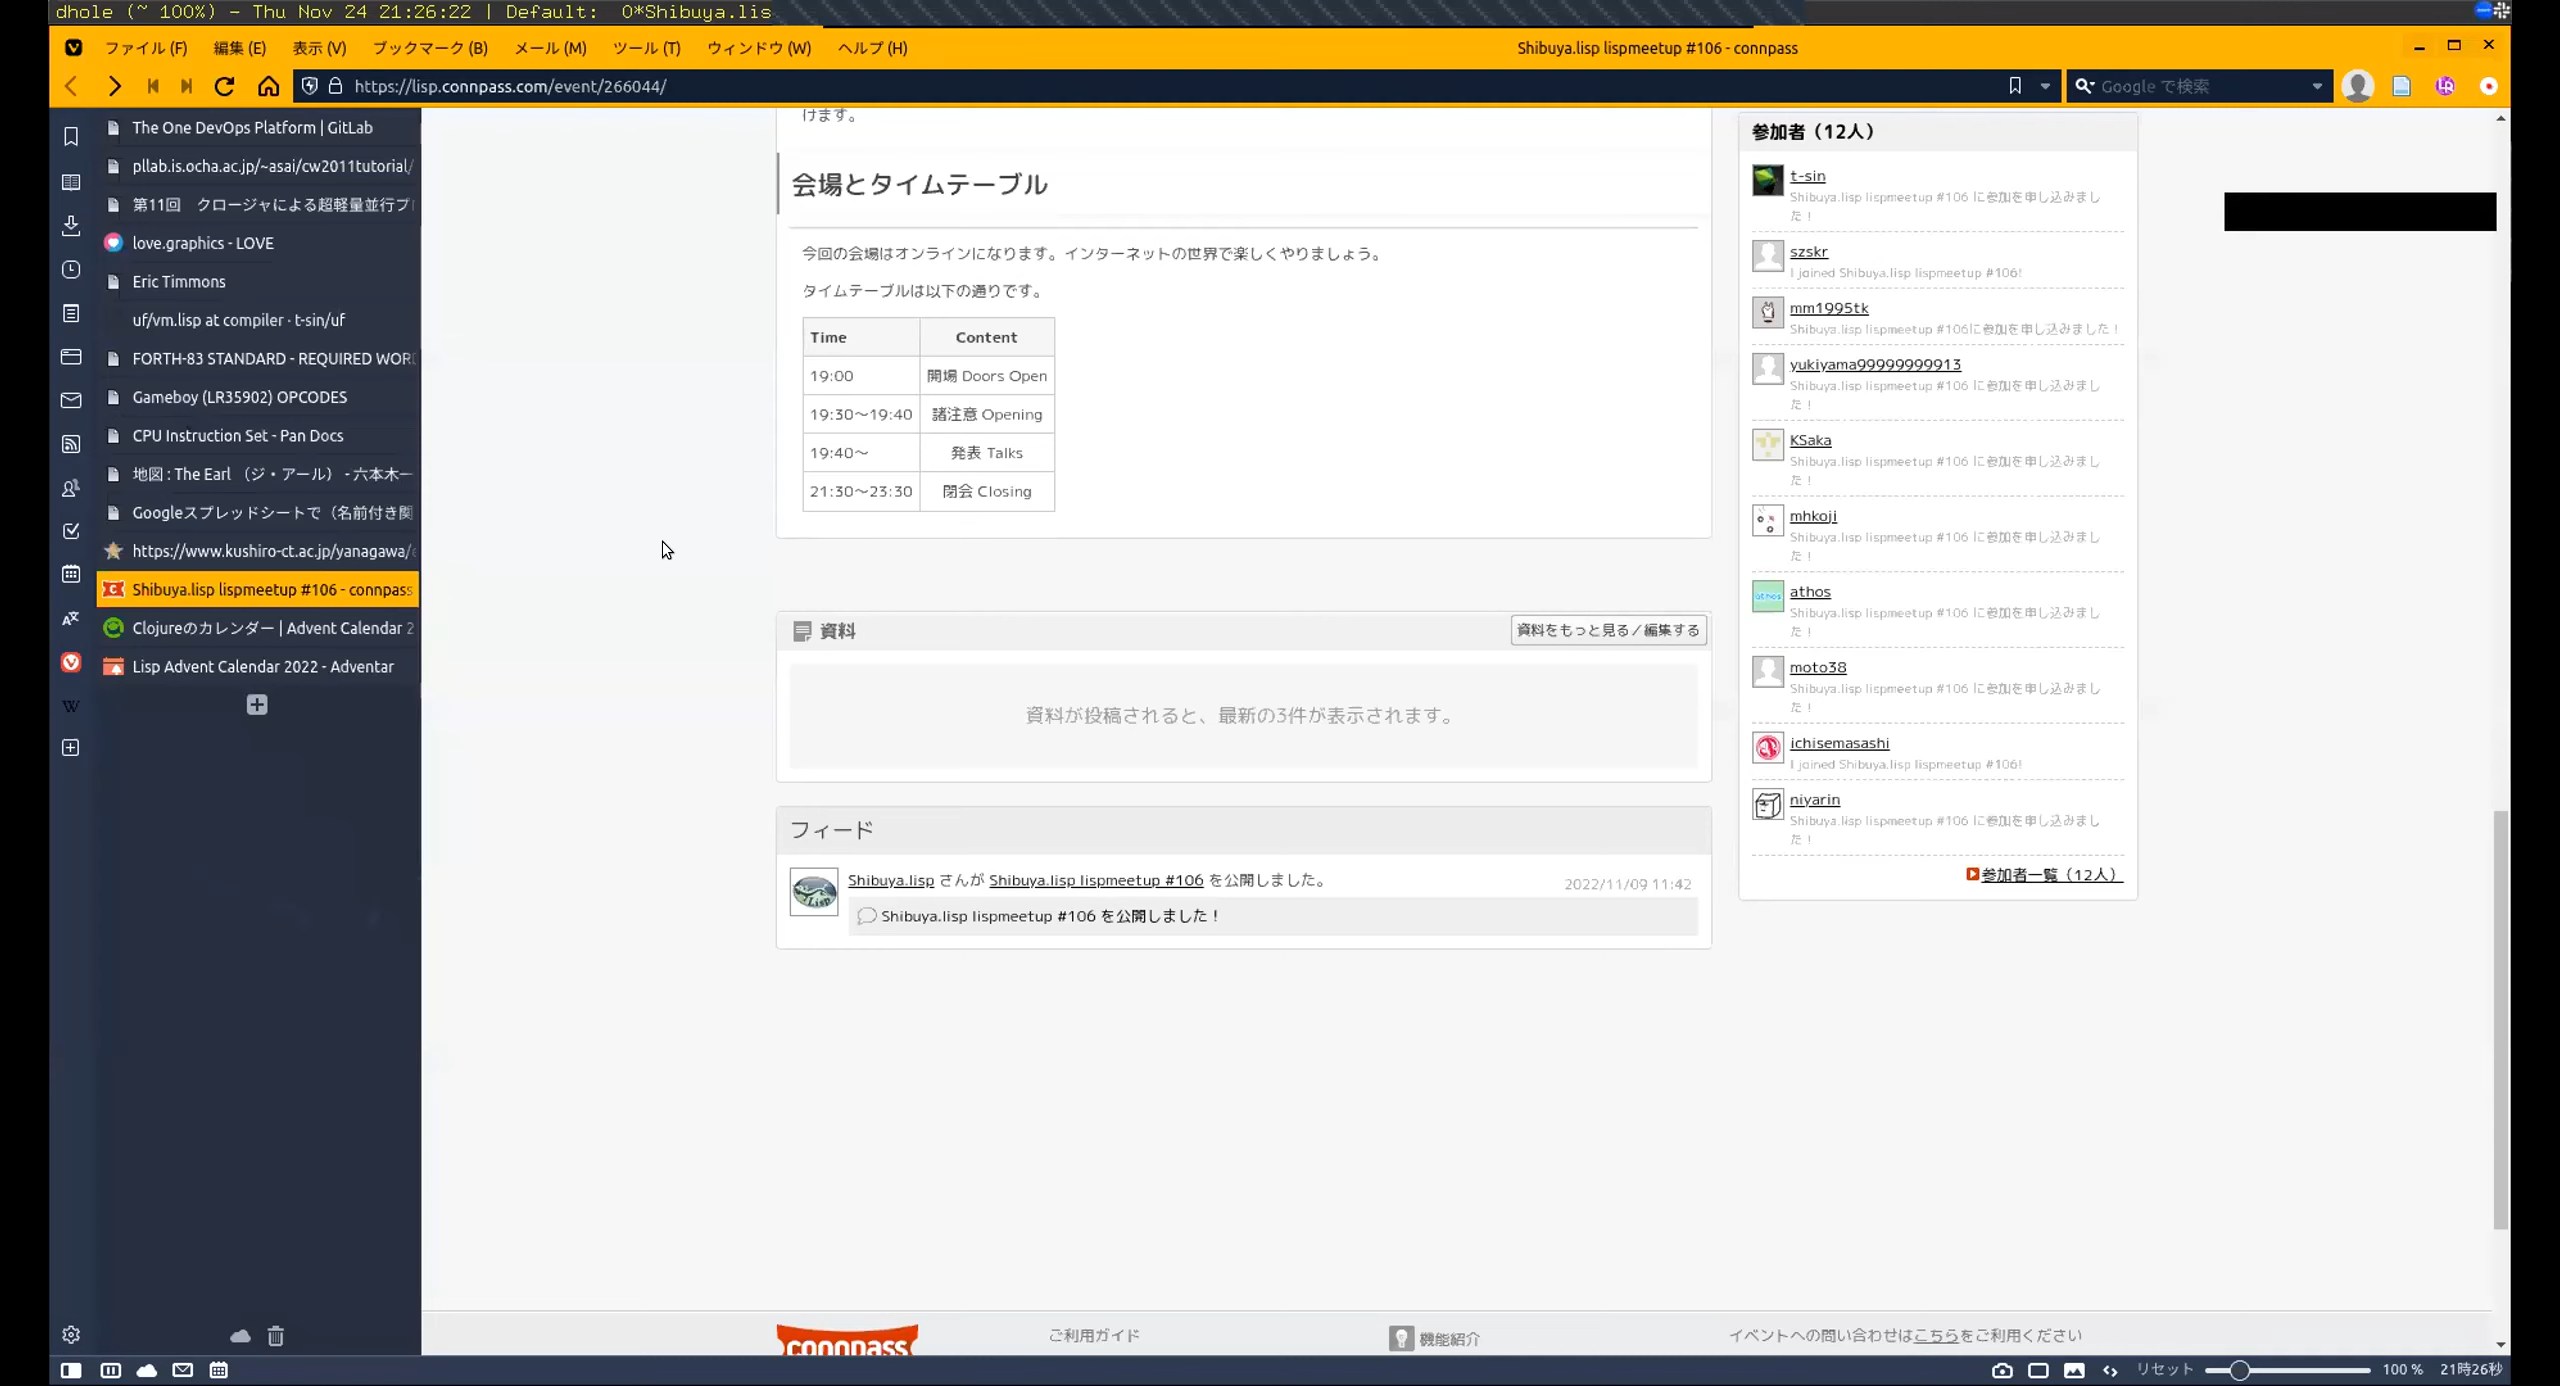 dhole (~ 100%) - Thu Nov 24 21:26:22 | Default:  O*Shibuya.lis
ファイル (F) 編集 (E) 表示 (V) ブックマーク (B) メール (M) ツール (T) ウィンドウ (W) ヘルプ (H)
Shibuya.lisp lispmeetup #106 - connpass
https://lisp.connpass.com/event/266044/
Google で検索
The One DevOps Platform | GitLab
pllab.is.ocha.ac.jp/~asai/cw2011tutorial/
第11回 クロージャによる超軽量並行プ
love.graphics - LOVE
Eric Timmons
uf/vm.lisp at compiler · t-sin/uf
FORTH-83 STANDARD - REQUIRED WORD
Gameboy (LR35902) OPCODES
CPU Instruction Set - Pan Docs
地図 : The Earl （ジ・アール） - 六本木一
Googleスプレッドシートで（名前付き関
https://www.kushiro-ct.ac.jp/yanagawa/
Shibuya.lisp lispmeetup #106 - connpass
Clojureのカレンダー | Advent Calendar 2
Lisp Advent Calendar 2022 - Adventar
W
けます。
会場とタイムテーブル
今回の会場はオンラインになります。インターネットの世界で楽しくやりましょう。
タイムテーブルは以下の通りです。
Time Content
19:00 開場 Doors Open
19:30～19:40 諸注意 Opening
19:40～ 発表 Talks
21:30～23:30 閉会 Closing
資料
資料をもっと見る／編集する
資料が投稿されると、最新の3件が表示されます。
フィード
Shibuya.lisp さんが Shibuya.lisp lispmeetup #106 を公開しました。
2022/11/09 11:42
Shibuya.lisp lispmeetup #106 を公開しました！
参加者（12人）
t-sin
Shibuya.lisp lispmeetup #106 に参加を申し込みまし
た！
szskr
I joined Shibuya.lisp lispmeetup #106!
mm1995tk
Shibuya.lisp lispmeetup #106に参加を申し込みました！
yukiyama99999999913
Shibuya.lisp lispmeetup #106 に参加を申し込みまし
た！
KSaka
Shibuya.lisp lispmeetup #106 に参加を申し込みまし
た！
mhkoji
Shibuya.lisp lispmeetup #106 に参加を申し込みまし
た！
athos
Shibuya.lisp lispmeetup #106 に参加を申し込みまし
た！
moto38
Shibuya.lisp lispmeetup #106 に参加を申し込みまし
た！
ichisemasashi
I joined Shibuya.lisp lispmeetup #106!
niyarin
Shibuya.lisp lispmeetup #106 に参加を申し込みまし
た！
参加者一覧（12人）
connpass
ご利用ガイド
機能紹介
イベントへの問い合わせはこちらをご利用ください
リセット
100 %
21時26秒